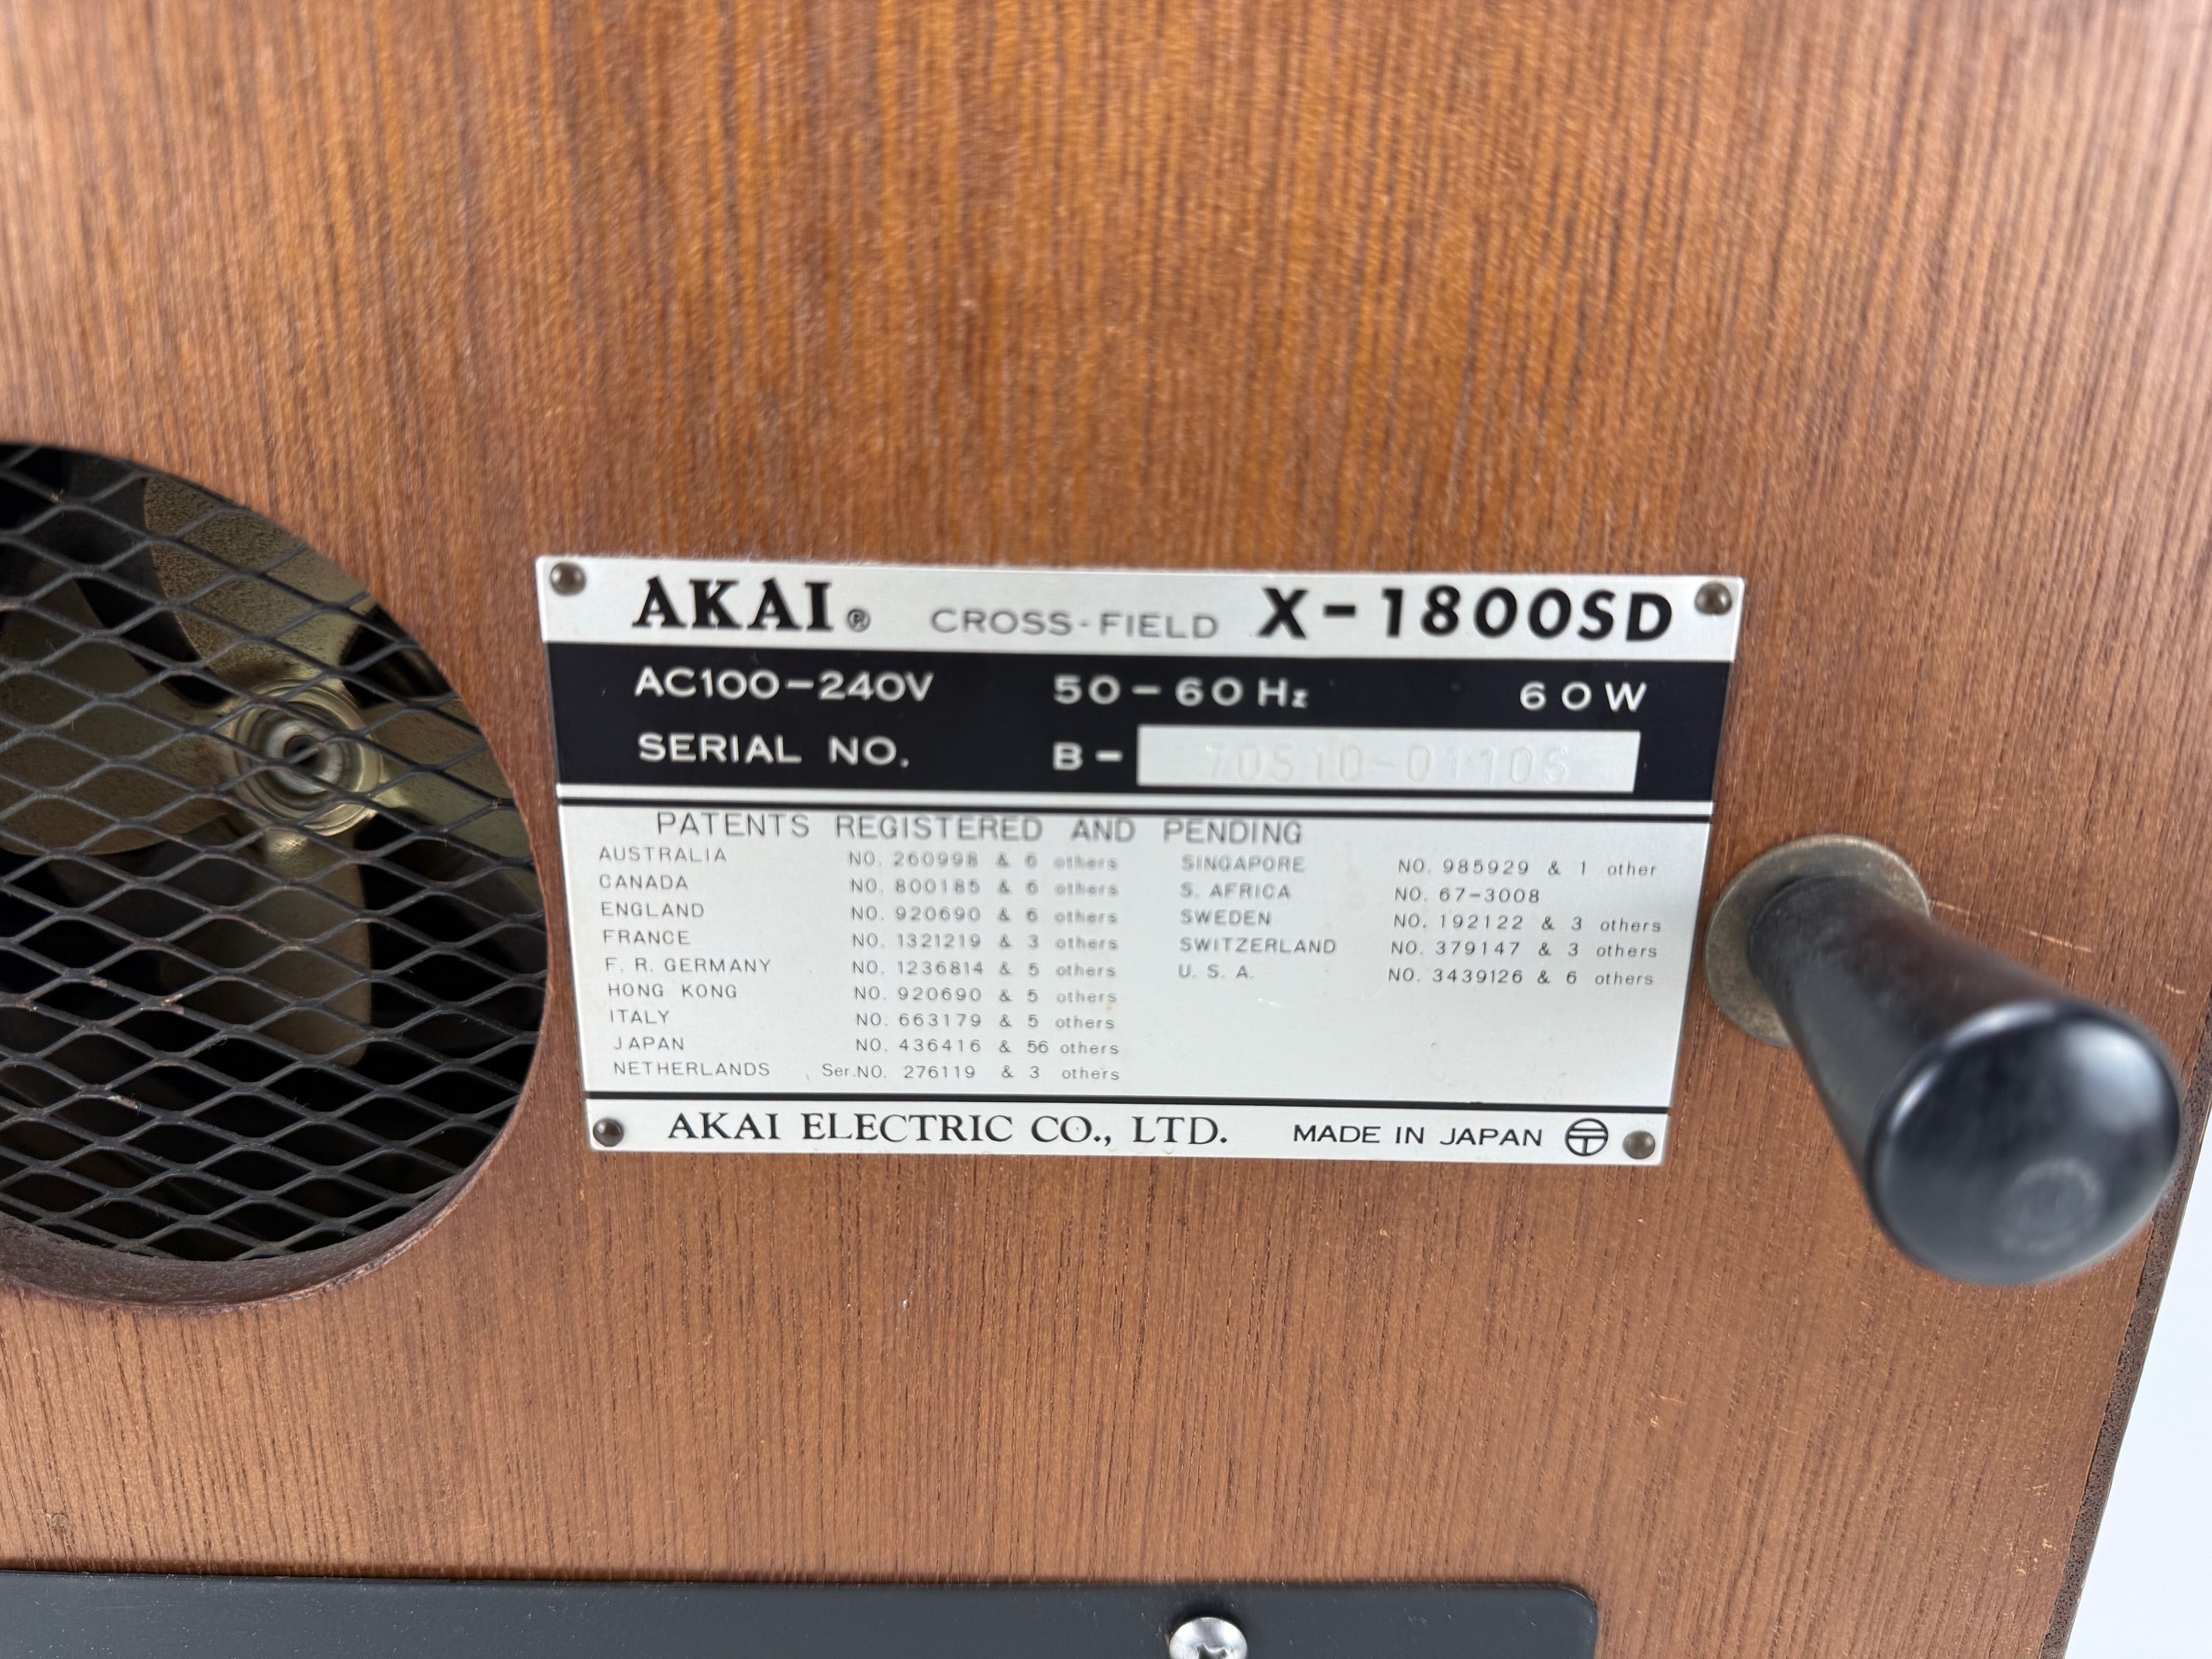 AKAI® CROSS-FIELD X-1800SD
AC100-240V 50-60Hz 60W
SERIAL NO. B-70510-01106
PATENTS REGISTERED AND PENDING
AUSTRALIA NO. 260998 & 6 others
CANADA NO. 800185 & 6 others
ENGLAND NO. 920690 & 6 others
FRANCE NO. 1321219 & 3 others
F. R. GERMANY NO. 1236814 & 5 others
HONG KONG NO. 920690 & 5 others
ITALY NO. 663179 & 5 others
JAPAN NO. 436416 & 56 others
NETHERLANDS Ser.NO. 276119 & 3 others
SINGAPORE NO. 985929 & 1 other
S. AFRICA NO. 67-3008
SWEDEN NO. 192122 & 3 others
SWITZERLAND NO. 379147 & 3 others
U. S. A. NO. 3439126 & 6 others
AKAI ELECTRIC CO., LTD. MADE IN JAPAN